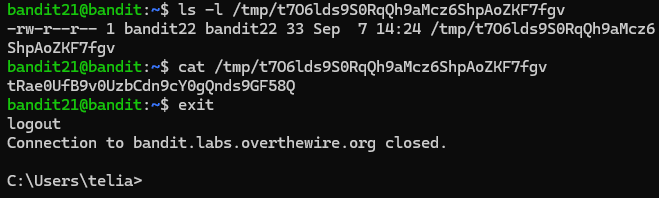 bandit21@bandit:~$ ls -l /tmp/t7O6lds9S0RqQh9aMcz6ShpAoZKF7fgv
-rw-r--r-- 1 bandit22 bandit22 33 Sep  7 14:24 /tmp/t7O6lds9S0RqQh9aMcz6
ShpAoZKF7fgv
bandit21@bandit:~$ cat /tmp/t7O6lds9S0RqQh9aMcz6ShpAoZKF7fgv
tRae0UfB9v0UzbCdn9cY0gQnds9GF58Q
bandit21@bandit:~$ exit
logout
Connection to bandit.labs.overthewire.org closed.
C:\Users\telia>